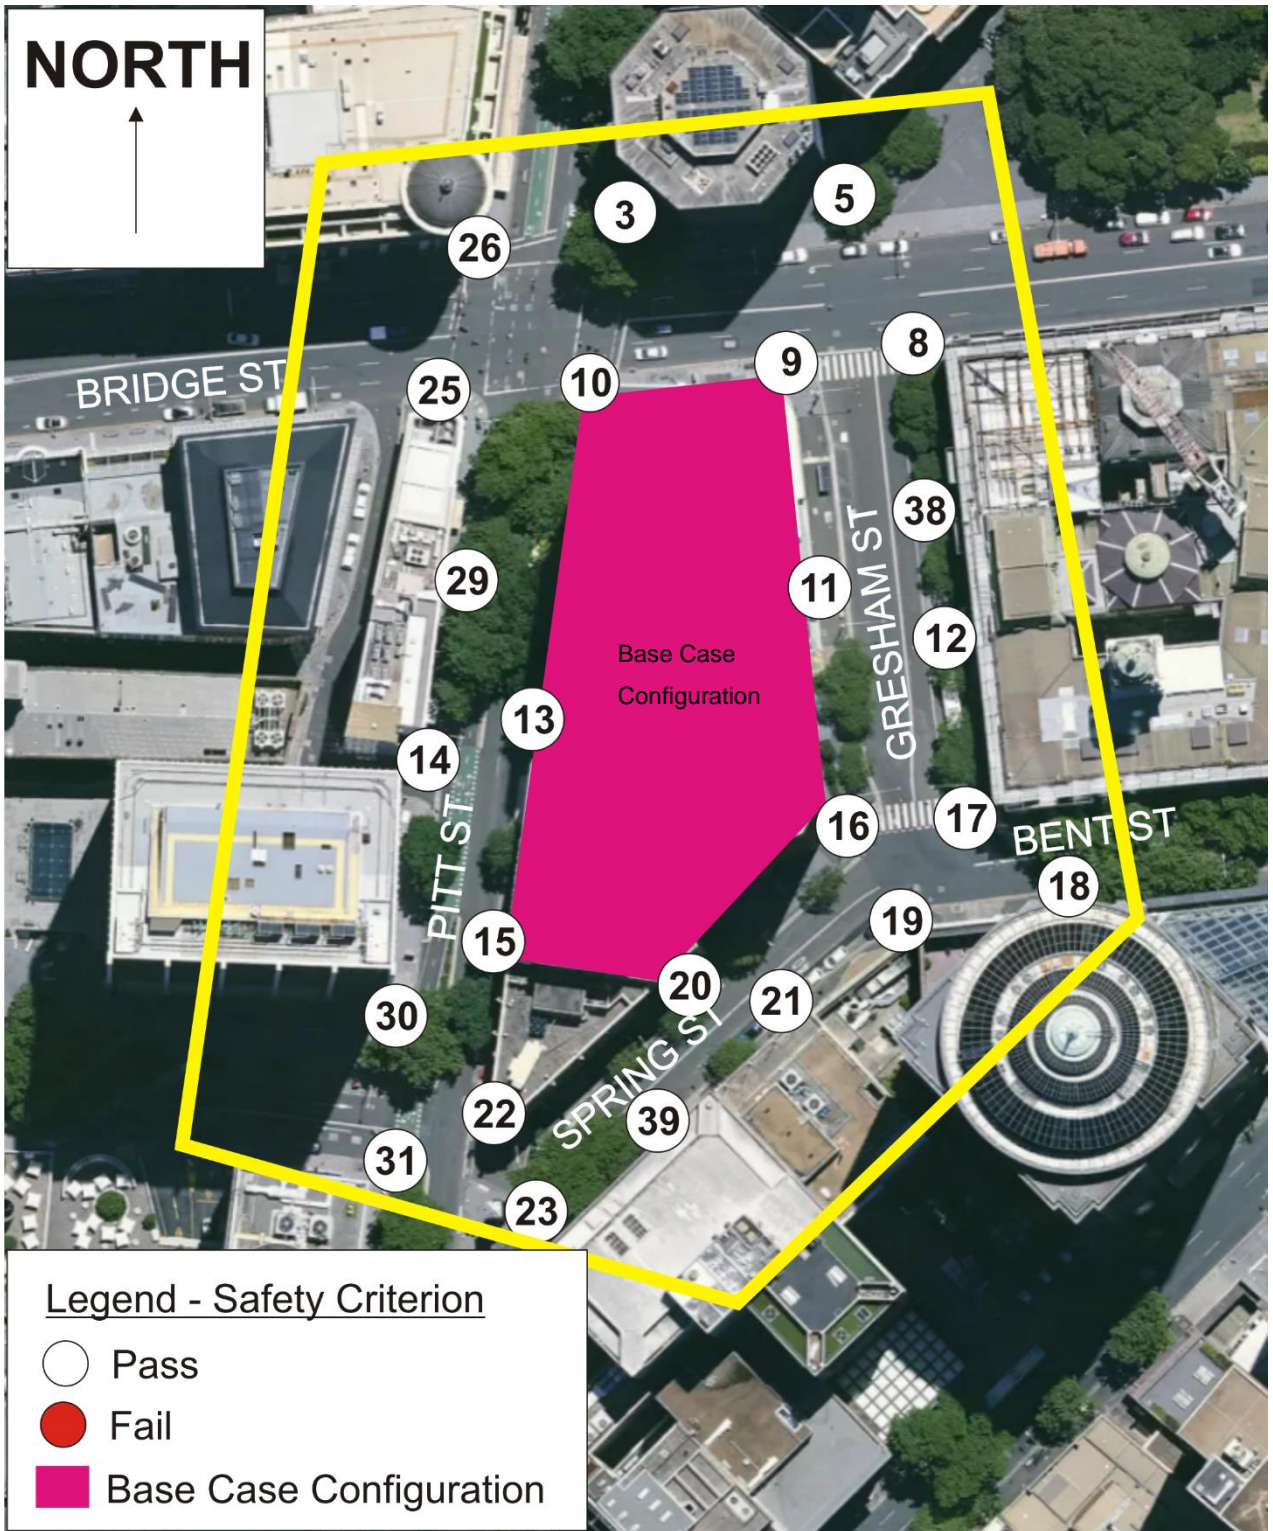 NORTH
3
5
26
8
9
10
BRIDGE ST
25
38
GRESHAM ST
29
11
12
Base Case
Configuration
13
14
PITT ST
16
17
BENT ST
18
19
15
20
21
30
SPRING ST
22
39
31
23
Legend - Safety Criterion
Pass
Fail
Base Case Configuration